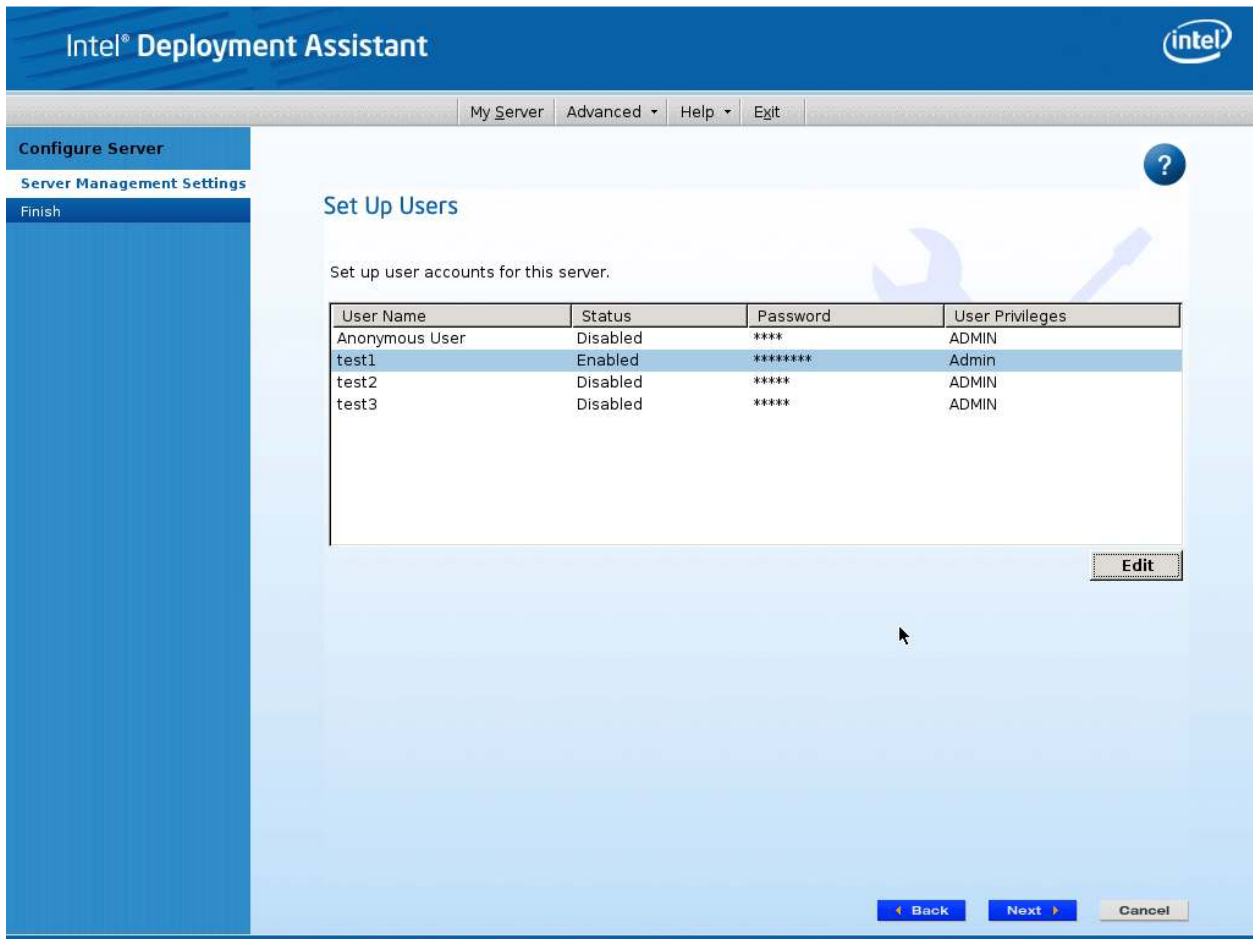 Intel® Deployment Assistant
intel
My Server Advanced Help Exit
Configure Server
Server Management Settings
Finish
?
Set Up Users
Set up user accounts for this server.
User Name Status Password User Privileges
Anonymous User Disabled **** ADMIN
test1 Enabled ******** Admin
test2 Disabled ***** ADMIN
test3 Disabled ***** ADMIN
Edit
Back Next Cancel